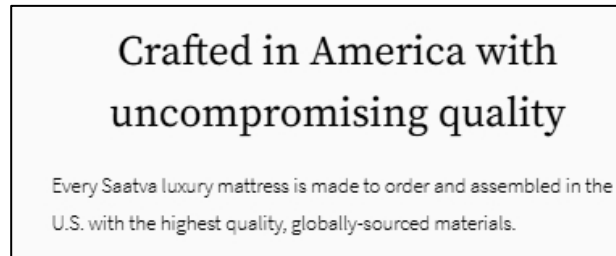 Crafted in America with
uncompromising quality
Every Saatva luxury mattress is made to order and assembled in the
U.S. with the highest quality, globally-sourced materials.